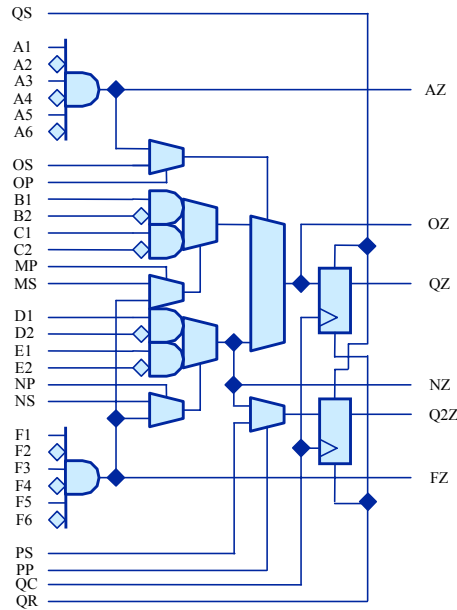 QS
A1
A2
A3
A4
A5
A6
AZ
OS
OP
B1
B2
C1
C2
OZ
MP
MS
QZ
D1
D2
E1
E2
NP
NZ
NS
Q2Z
F1
F2
F3
F4
F5
F6
FZ
PS
PP
QC
QR